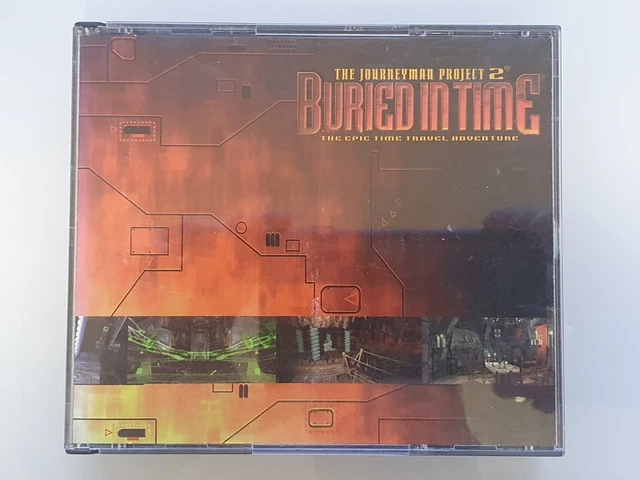 THE JOURNEYMAN PROJECT 2®
BURIED IN TIME
THE EPIC TIME TRAVEL ADVENTURE